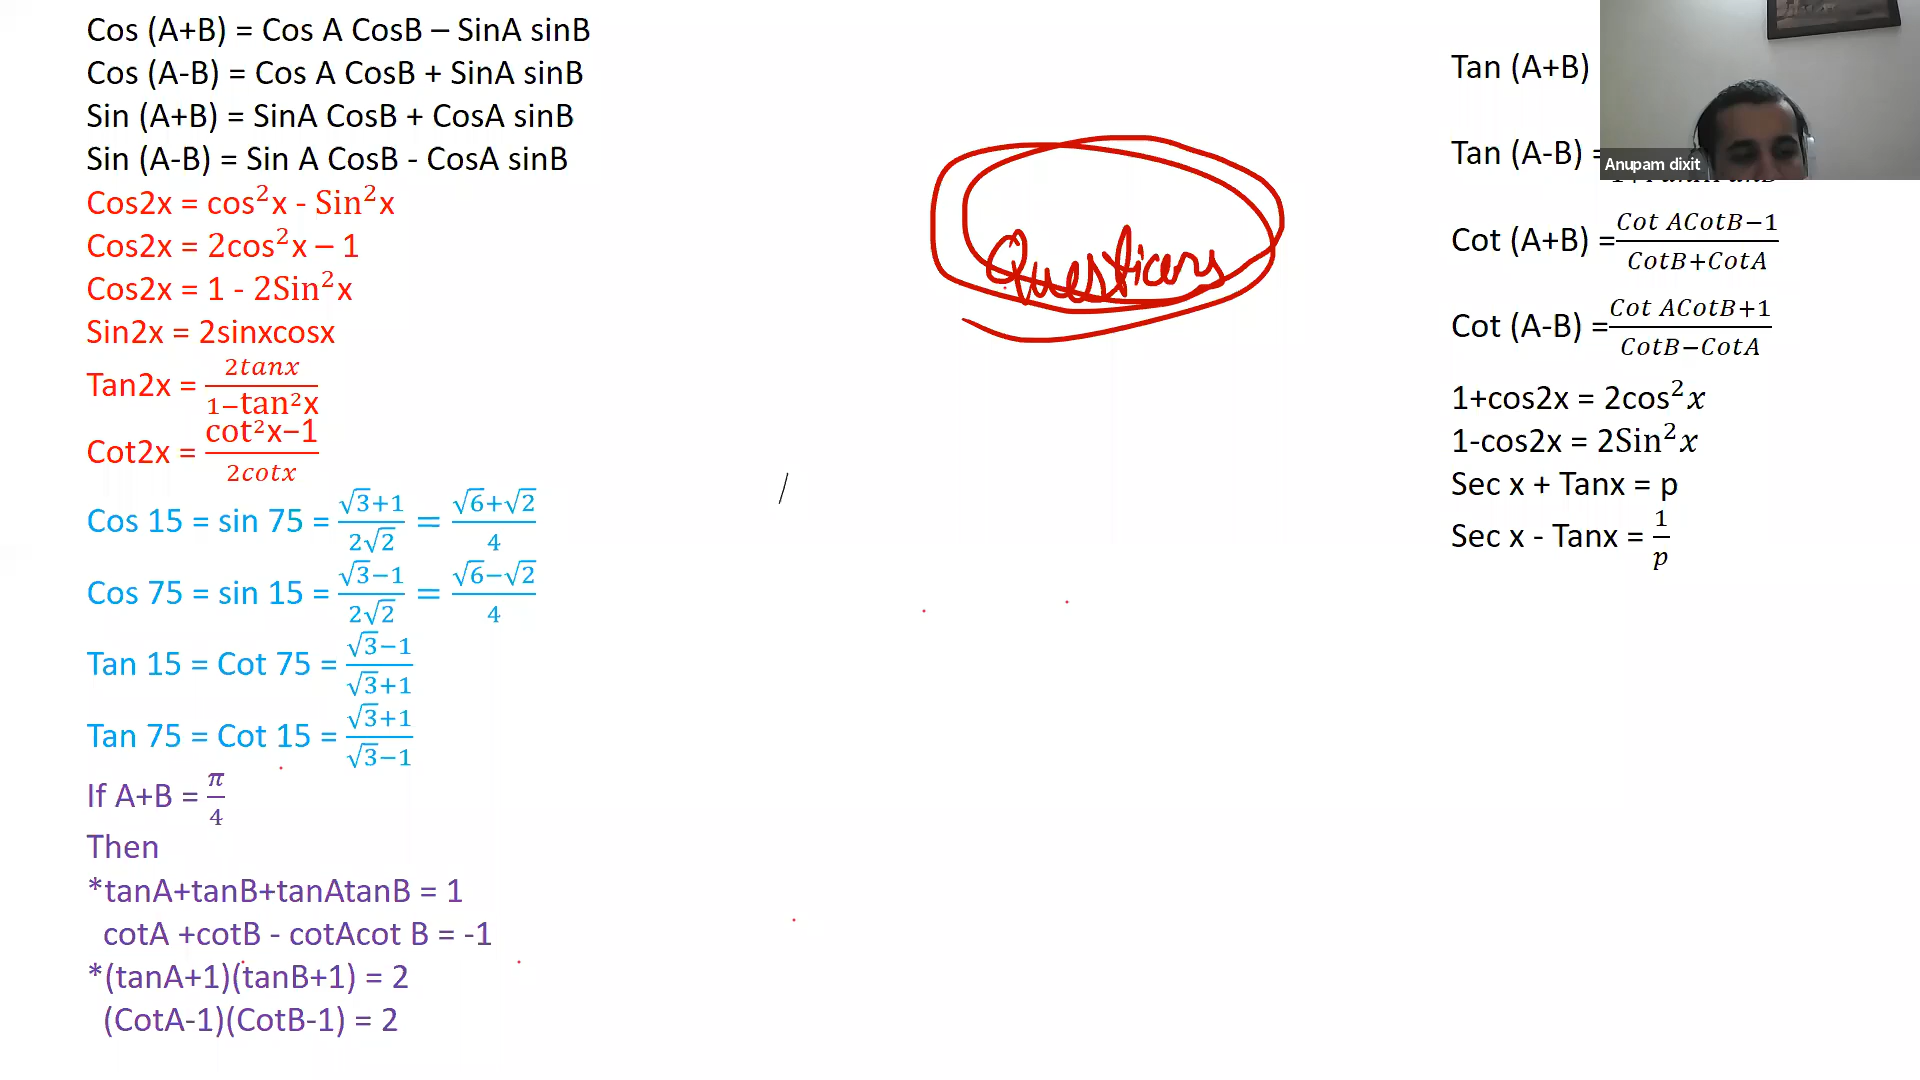 Cos (A+B) = Cos A CosB – SinA sinB
Cos (A-B) = Cos A CosB + SinA sinB
Sin (A+B) = SinA CosB + CosA sinB
Sin (A-B) = Sin A CosB - CosA sinB
Cos2x = cos²x - Sin²x
Cos2x = 2cos²x – 1
Cos2x = 1 - 2Sin²x
Sin2x = 2sinxcosx
Tan2x = 2tanx / 1−tan²x
Cot2x = cot²x−1 / 2cotx
Cos 15 = sin 75 = √3+1 / 2√2 = √6+√2 / 4
Cos 75 = sin 15 = √3−1 / 2√2 = √6−√2 / 4
Tan 15 = Cot 75 = √3−1 / √3+1
Tan 75 = Cot 15 = √3+1 / √3−1
If A+B = π / 4
Then
*tanA+tanB+tanAtanB = 1
cotA +cotB - cotAcot B = -1
*(tanA+1)(tanB+1) = 2
(CotA-1)(CotB-1) = 2
Questions
Tan (A+B)
Tan (A-B) =
Cot (A+B) = Cot ACotB−1 / CotB+CotA
Cot (A-B) = Cot ACotB+1 / CotB−CotA
1+cos2x = 2cos²x
1-cos2x = 2Sin²x
Sec x + Tanx = p
Sec x - Tanx = 1 / p
Anupam dixit